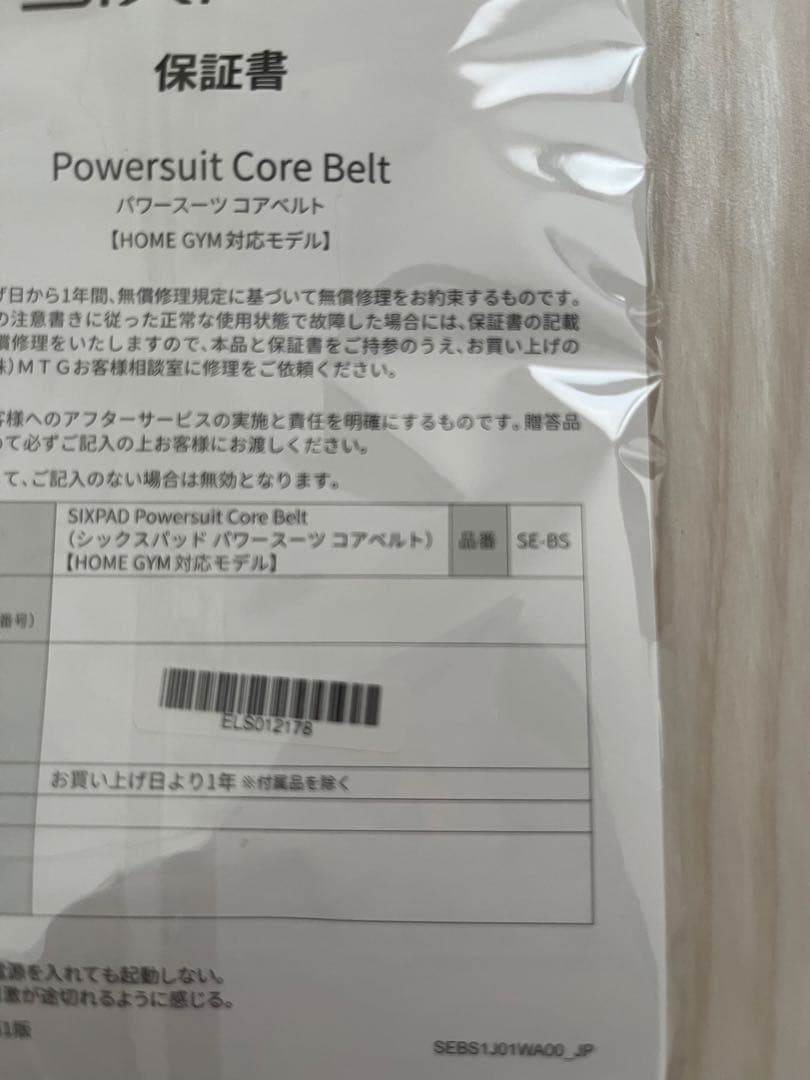 保証書
Powersuit Core Belt
パワースーツ コアベルト
【HOME GYM対応モデル】
げ日から1年間、無償修理規定に基づいて無償修理をお約束するものです。
の注意書きに従った正常な使用状態で故障した場合には、保証書の記載
償修理をいたしますので、本品と保証書をご持参のうえ、お買い上げの
株)MTGお客様相談室に修理をご依頼ください。
客様へのアフターサービスの実施と責任を明確にするものです。贈答品
めて必ずご記入の上お客様にお渡しください。
て、ご記入のない場合は無効となります。
SIXPAD Powersuit Core Belt
(シックスパッド パワースーツ コアベルト)
【HOME GYM対応モデル】
品番 SE-BS
番号)
ELS012178
お買い上げ日より1年 ※付属品を除く
電源を入れても起動しない。
刺激が途切れるように感じる。
1版
SEBS1J01WA00_JP